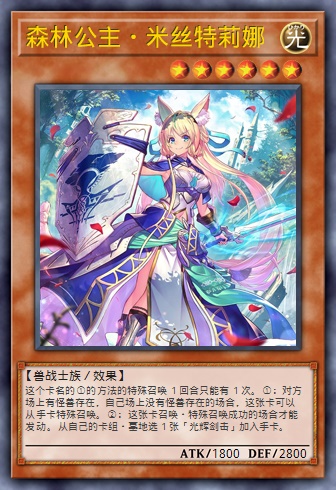 森林公主・米丝特莉娜
光
【兽战士族／效果】
这个卡名的①的方法的特殊召唤 1 回合只能有 1 次。①：对方
场上有怪兽存在，自己场上没有怪兽存在的场合，这张卡可以
从手卡特殊召唤。②：这张卡召唤・特殊召唤成功的场合才能
发动。从自己的卡组・墓地选 1 张「光辉剑击」加入手卡。
ATK/1800 DEF/2800